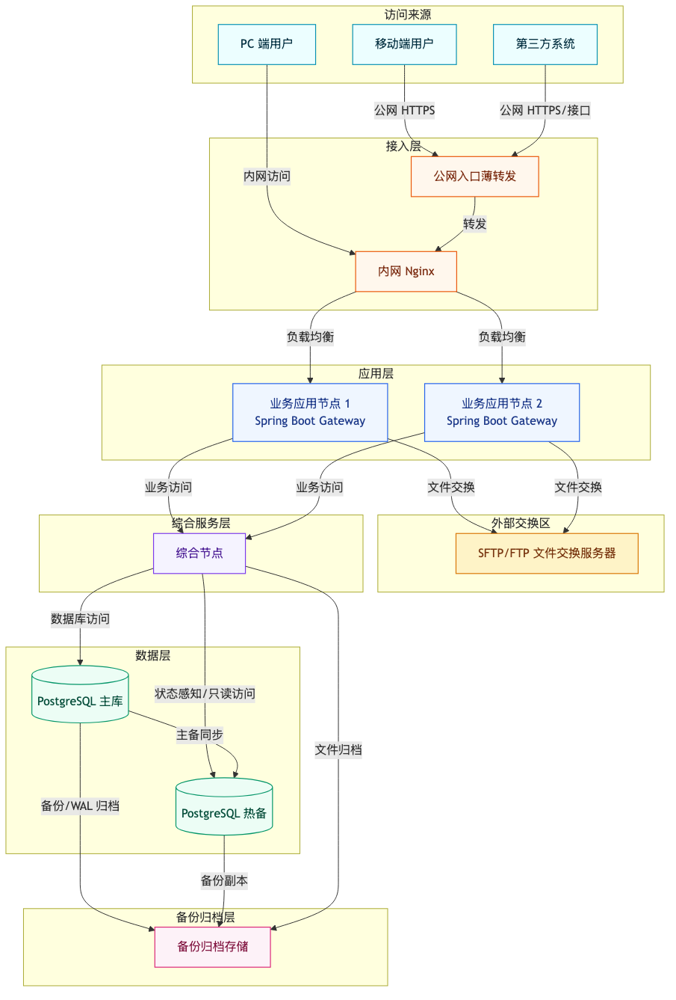 访问来源
PC 端用户
移动端用户
第三方系统
公网 HTTPS
公网 HTTPS/接口
接入层
内网访问
公网入口薄转发
转发
内网 Nginx
负载均衡
负载均衡
应用层
业务应用节点 1
Spring Boot Gateway
业务应用节点 2
Spring Boot Gateway
业务访问
业务访问
文件交换
文件交换
综合服务层
外部交换区
综合节点
SFTP/FTP 文件交换服务器
数据库访问
数据层
PostgreSQL 主库
状态感知/只读访问
主备同步
文件归档
备份/WAL 归档
PostgreSQL 热备
备份副本
备份归档层
备份归档存储